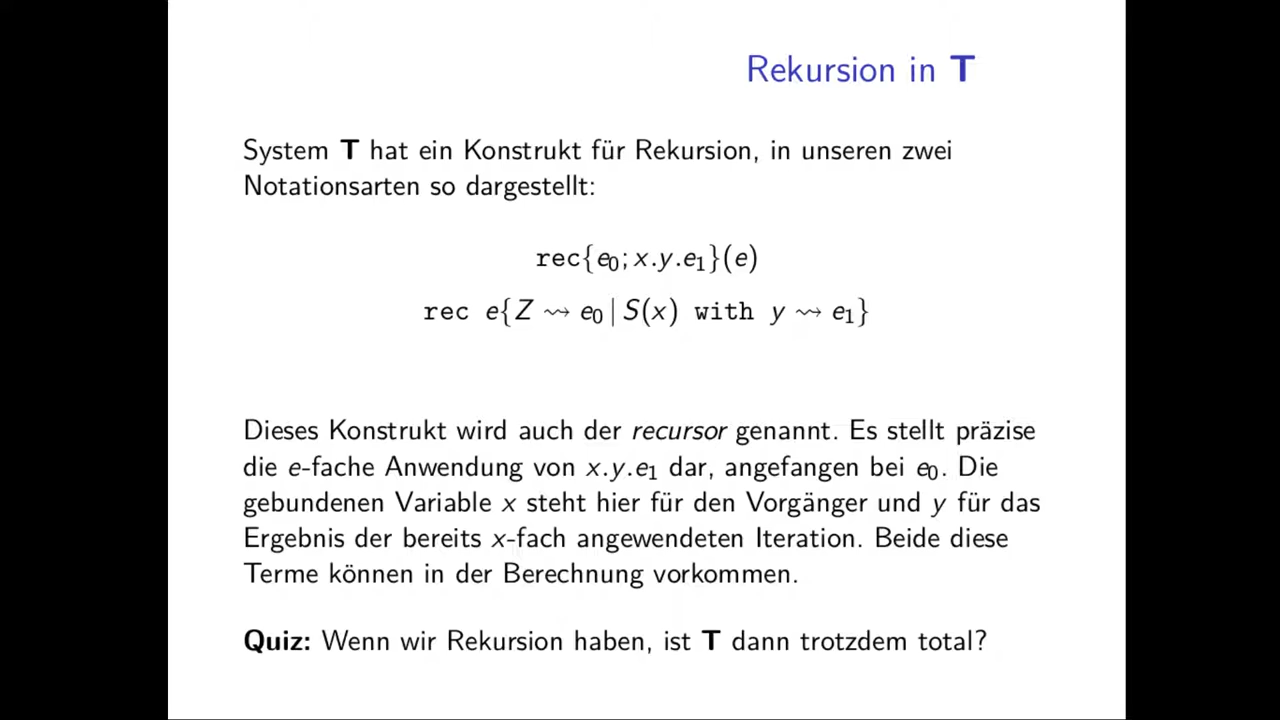 Rekursion in T
System T hat ein Konstrukt für Rekursion, in unseren zwei
Notationsarten so dargestellt:
rec{e₀; x.y.e₁}(e)
rec e{Z ⇝ e₀ | S(x) with y ⇝ e₁}
Dieses Konstrukt wird auch der recursor genannt. Es stellt präzise
die e-fache Anwendung von x.y.e₁ dar, angefangen bei e₀. Die
gebundenen Variable x steht hier für den Vorgänger und y für das
Ergebnis der bereits x-fach angewendeten Iteration. Beide diese
Terme können in der Berechnung vorkommen.
Quiz: Wenn wir Rekursion haben, ist T dann trotzdem total?